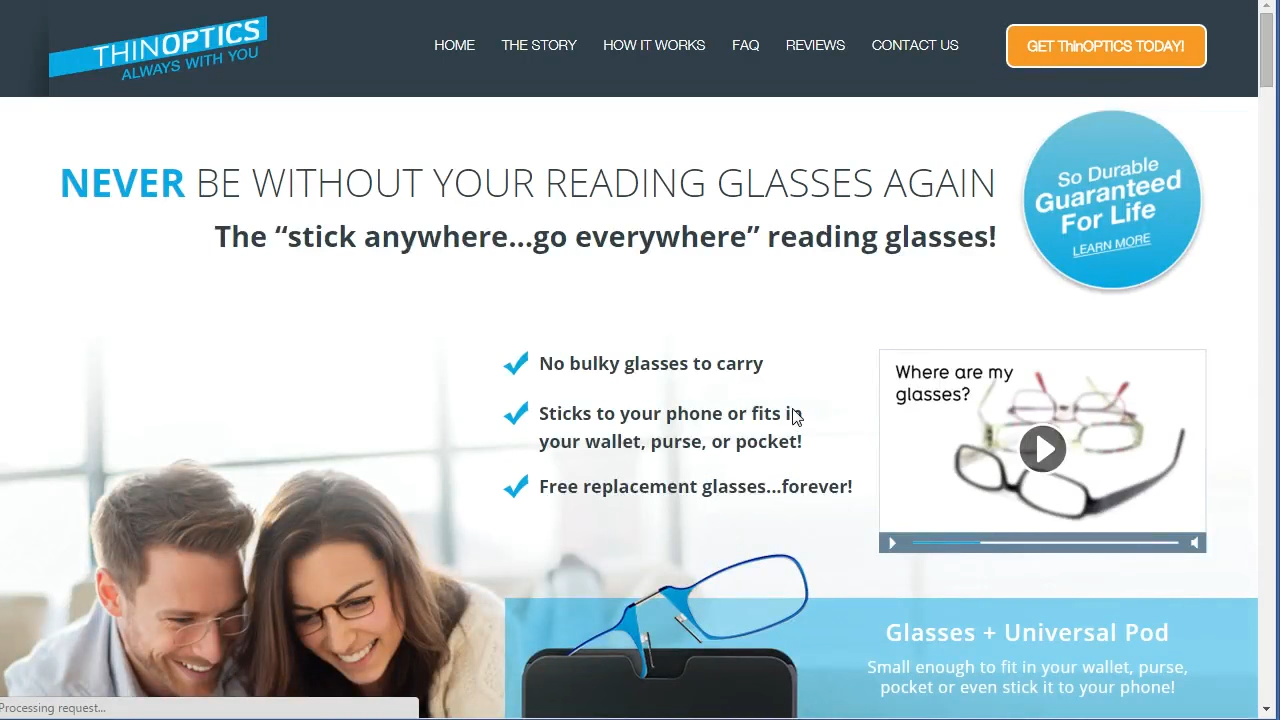 THINOPTICS
ALWAYS WITH YOU
HOME
THE STORY
HOW IT WORKS
FAQ
REVIEWS
CONTACT US
GET ThinOPTICS TODAY!
NEVER BE WITHOUT YOUR READING GLASSES AGAIN
The “stick anywhere...go everywhere” reading glasses!
So Durable
Guaranteed
For Life
LEARN MORE
No bulky glasses to carry
Sticks to your phone or fits in
your wallet, purse, or pocket!
Free replacement glasses...forever!
Where are my
glasses?
Glasses + Universal Pod
Small enough to fit in your wallet, purse,
pocket or even stick it to your phone!
Processing request...